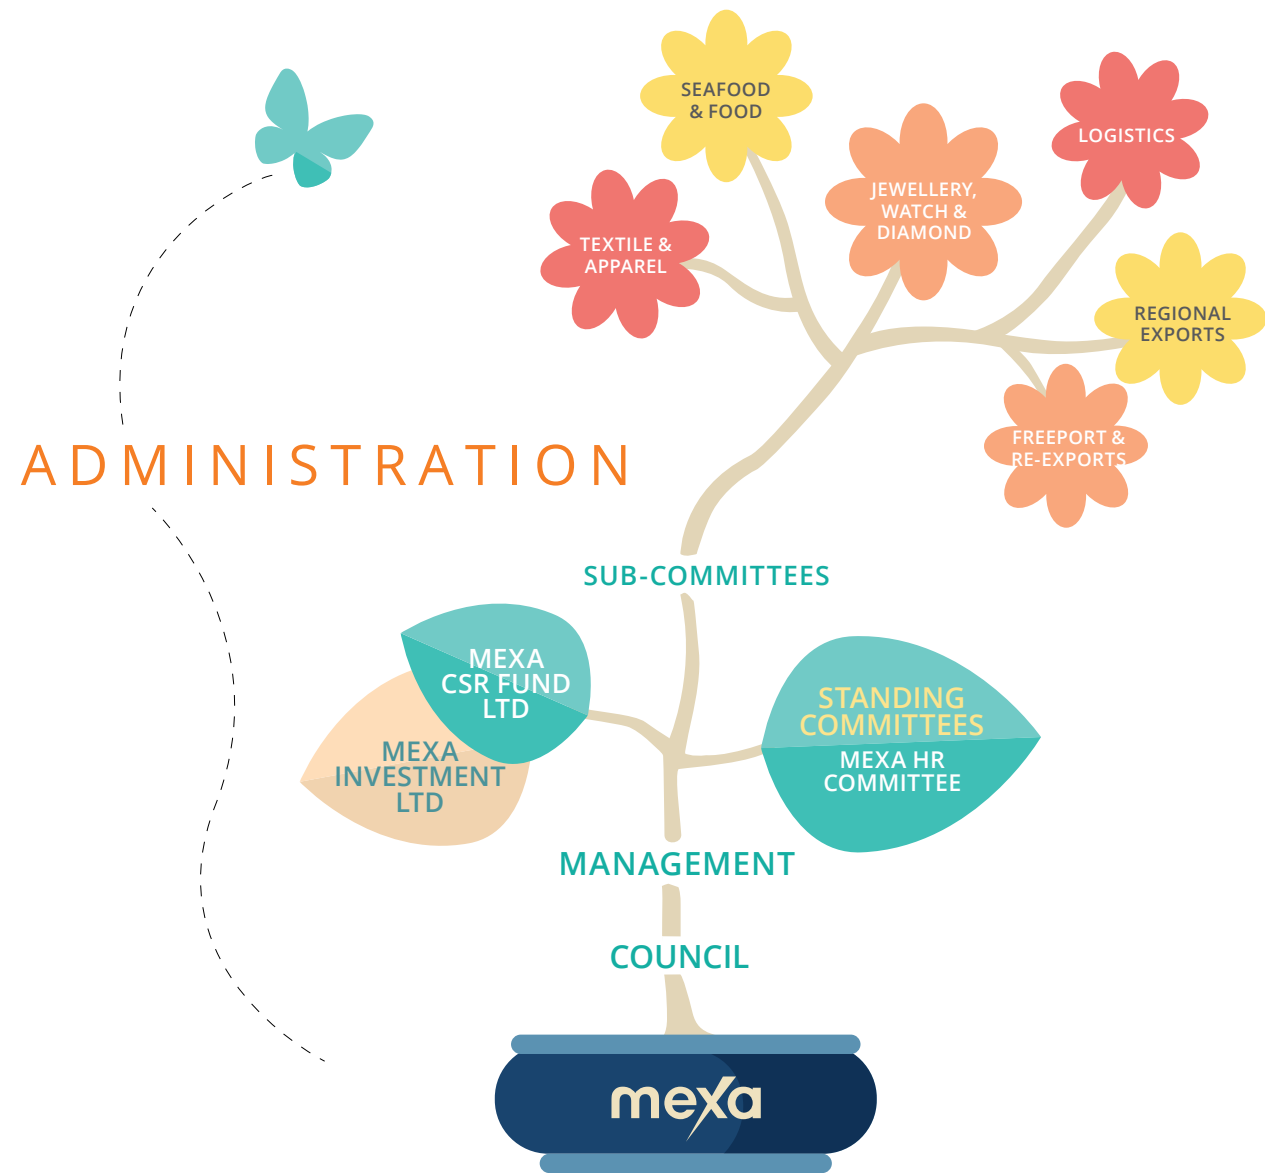 SEAFOOD
& FOOD
LOGISTICS
JEWELLERY,
WATCH &
DIAMOND
TEXTILE &
APPAREL
REGIONAL
EXPORTS
FREEPORT &
RE-EXPORTS
ADMINISTRATION
SUB-COMMITTEES
MEXA
CSR FUND
LTD
MEXA
INVESTMENT
LTD
STANDING
COMMITTEES
MEXA HR
COMMITTEE
MANAGEMENT
COUNCIL
mexa